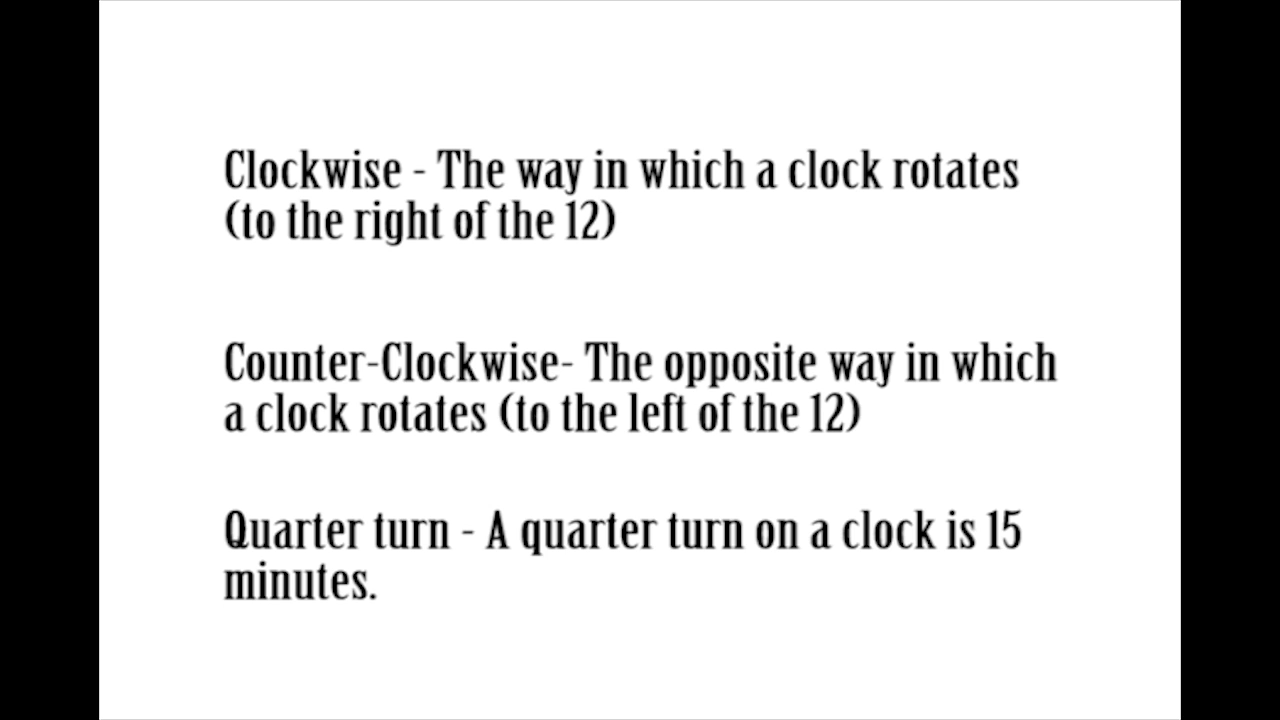 Clockwise - The way in which a clock rotates
(to the right of the 12)
Counter-Clockwise- The opposite way in which
a clock rotates (to the left of the 12)
Quarter turn - A quarter turn on a clock is 15
minutes.